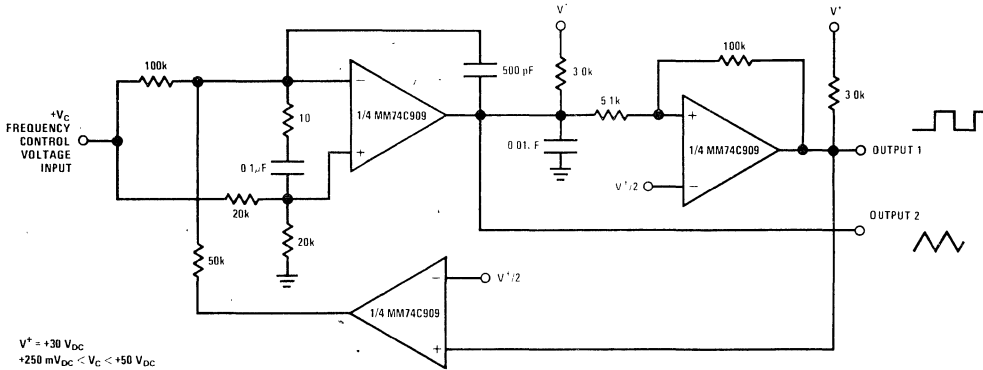 V+
V+
100k
100k
500 pF
3.0k
3.0k
5.1k
+VC
FREQUENCY
CONTROL
VOLTAGE
INPUT
−
1/4 MM74C909
+
10
0.1μF
0.01μF
+
1/4 MM74C909
−
OUTPUT 1
V+/2
20k
20k
OUTPUT 2
50k
−
V+/2
1/4 MM74C909
+
V+ = +30 VDC
+250 mVDC < VC < +50 VDC